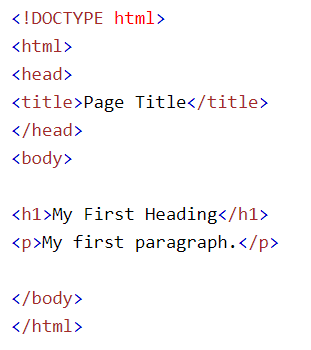 <!DOCTYPE html>
<html>
<head>
<title>Page Title</title>
</head>
<body>
<h1>My First Heading</h1>
<p>My first paragraph.</p>
</body>
</html>